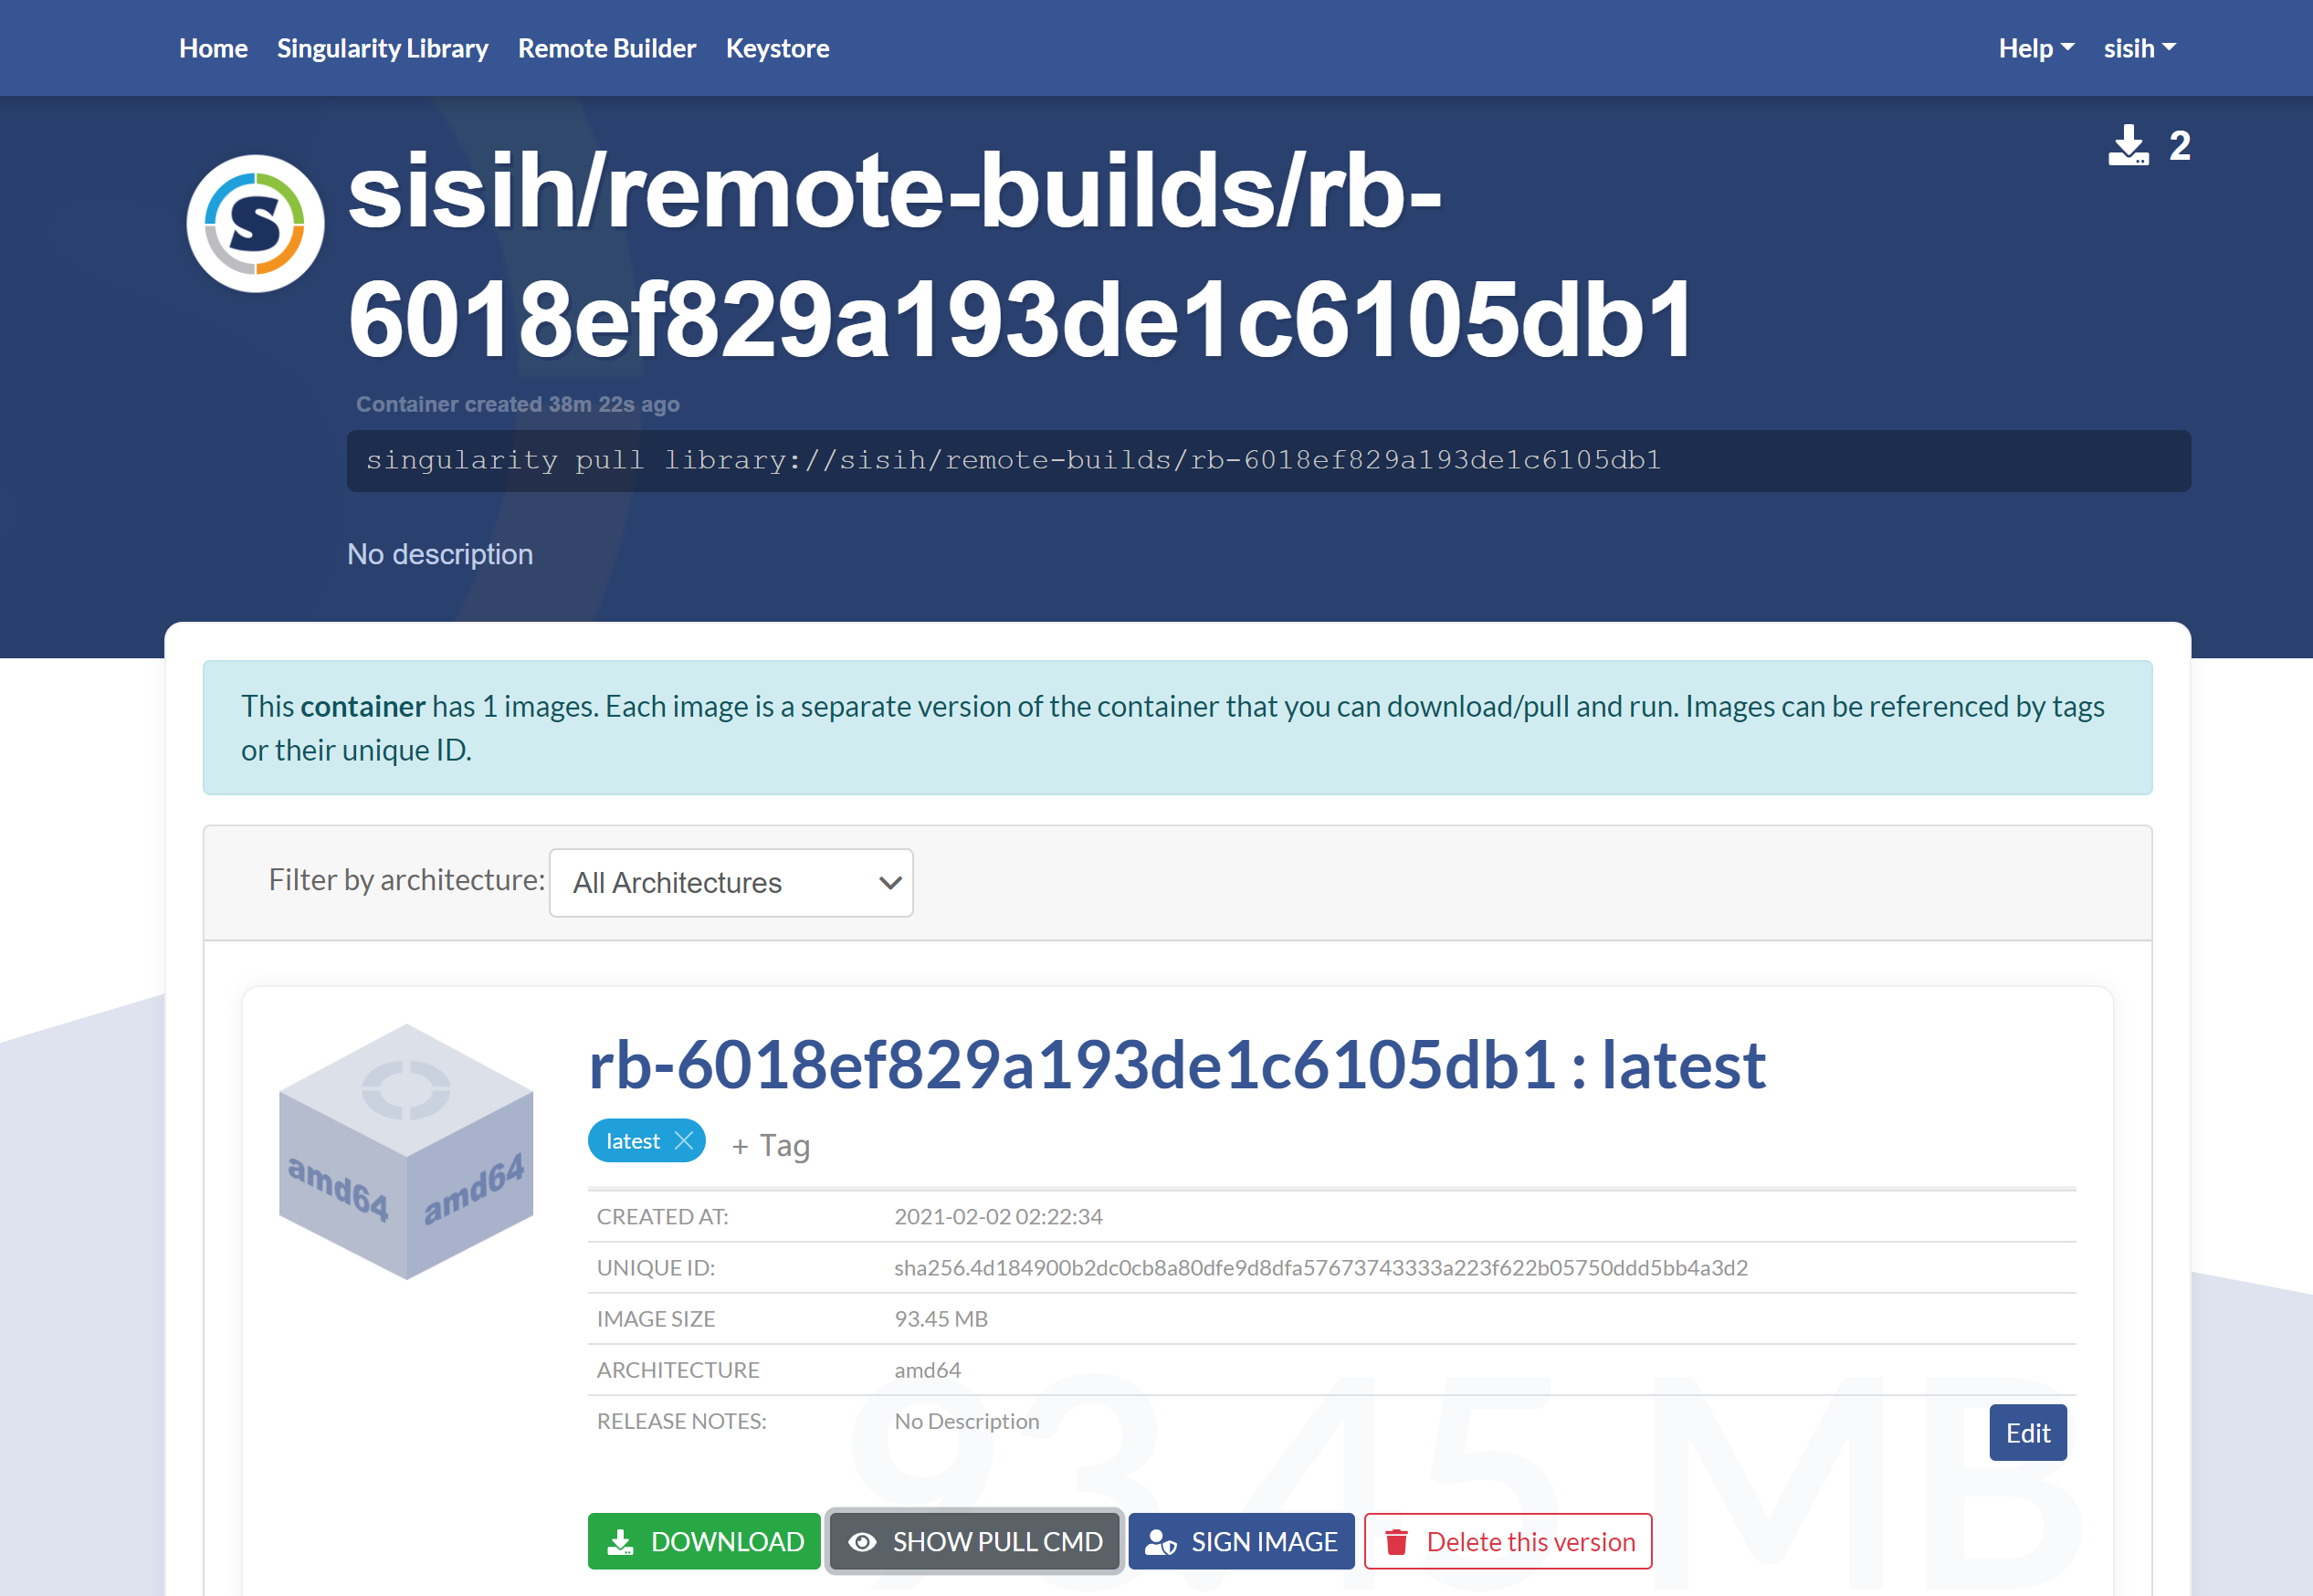 Home Singularity Library Remote Builder Keystore Help sisih
2
sisih/remote-builds/rb-
6018ef829a193de1c6105db1
Container created 38m 22s ago
singularity pull library://sisih/remote-builds/rb-6018ef829a193de1c6105db1
No description
This container has 1 images. Each image is a separate version of the container that you can download/pull and run. Images can be referenced by tags
or their unique ID.
Filter by architecture: All Architectures
rb-6018ef829a193de1c6105db1 : latest
latest + Tag
amd64 amd64
CREATED AT: 2021-02-02 02:22:34
UNIQUE ID: sha256.4d184900b2dc0cb8a80dfe9d8dfa57673743333a223f622b05750ddd5bb4a3d2
IMAGE SIZE 93.45 MB
ARCHITECTURE amd64
RELEASE NOTES: No Description
Edit
93.45 MB
DOWNLOAD SHOW PULL CMD SIGN IMAGE Delete this version